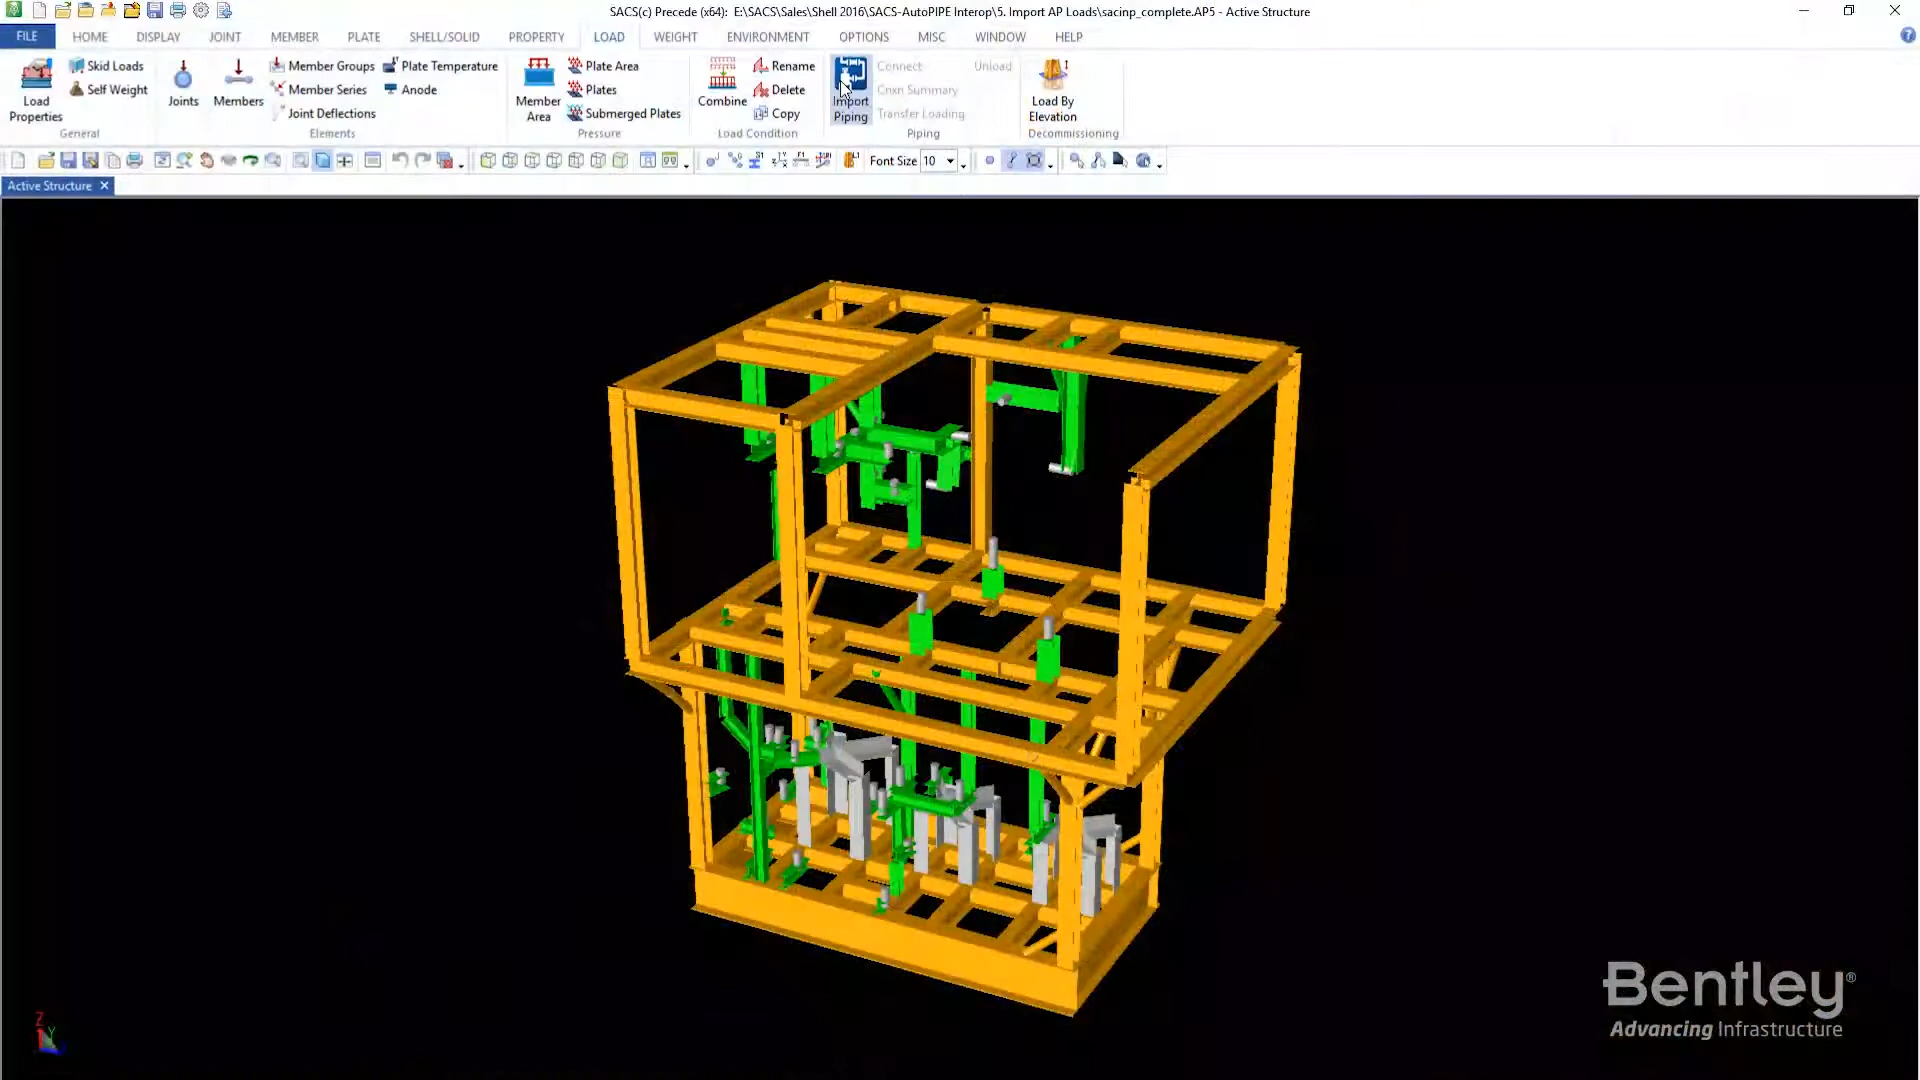 SACS(c) Precede (x64):  E:\SACS\Sales\Shell 2016\SACS-AutoPIPE Interop\5. Import AP Loads\sacinp_complete.AP5 - Active Structure
FILE HOME DISPLAY JOINT MEMBER PLATE SHELL/SOLID PROPERTY LOAD WEIGHT ENVIRONMENT OPTIONS MISC WINDOW HELP
Load Properties
Skid Loads
Self Weight
General
Joints
Members
Member Groups
Member Series
Joint Deflections
Plate Temperature
Anode
Elements
Member Area
Plate Area
Plates
Submerged Plates
Pressure
Combine
Rename
Delete
Copy
Load Condition
Import Piping
Connect
Cnxn Summary
Transfer Loading
Unload
Piping
Load By Elevation
Decommissioning
Font Size 10
Active Structure
Z
Y
Bentley®
Advancing Infrastructure